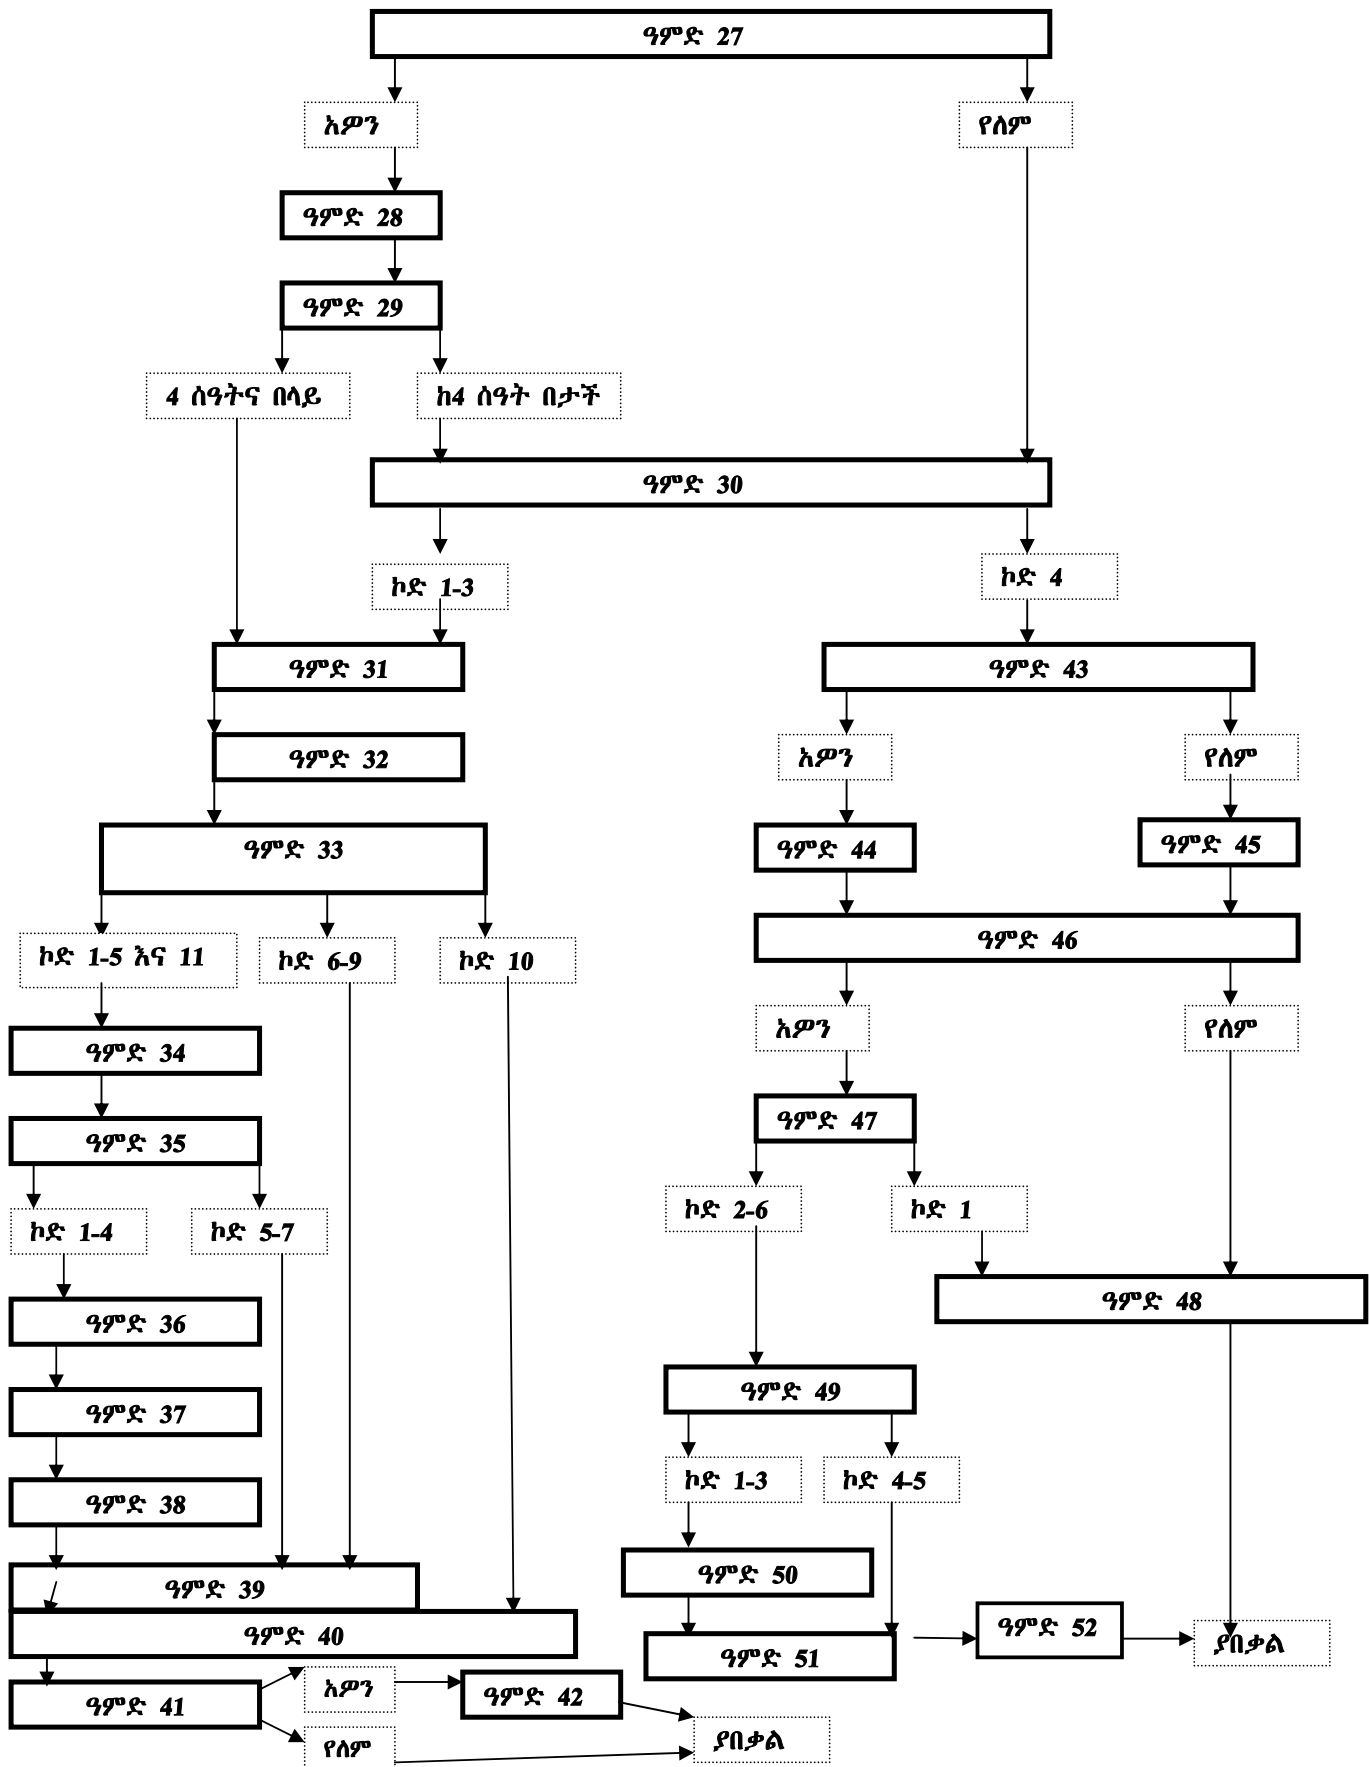 ዓምድ 27
አዎን
የለም
ዓምድ 28
ዓምድ 29
4 ሰዓትና በላይ
ከ4 ሰዓት በታች
ዓምድ 30
ኮድ 1-3
ኮድ 4
ዓምድ 31
ዓምድ 43
ዓምድ 32
አዎን
የለም
ዓምድ 33
ዓምድ 44
ዓምድ 45
ኮድ 1-5 እና 11
ኮድ 6-9
ኮድ 10
ዓምድ 46
ዓምድ 34
አዎን
የለም
ዓምድ 35
ዓምድ 47
ኮድ 1-4
ኮድ 5-7
ኮድ 2-6
ኮድ 1
ዓምድ 36
ዓምድ 48
ዓምድ 37
ዓምድ 49
ዓምድ 38
ኮድ 1-3
ኮድ 4-5
ዓምድ 39
ዓምድ 50
ዓምድ 40
ዓምድ 51
ዓምድ 52
ያበቃል
ዓምድ 41
አዎን
ዓምድ 42
የለም
ያበቃል